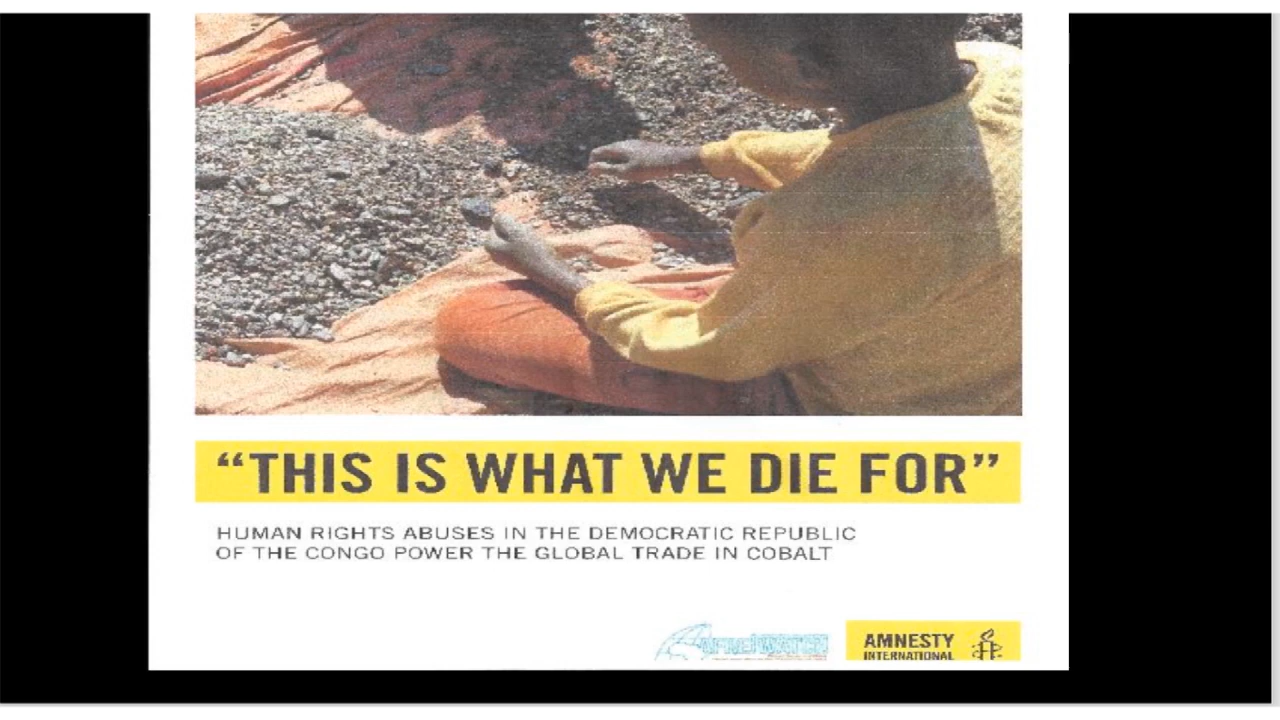 “THIS IS WHAT WE DIE FOR”
HUMAN RIGHTS ABUSES IN THE DEMOCRATIC REPUBLIC
OF THE CONGO POWER THE GLOBAL TRADE IN COBALT
AFREWATCH
AMNESTY
INTERNATIONAL